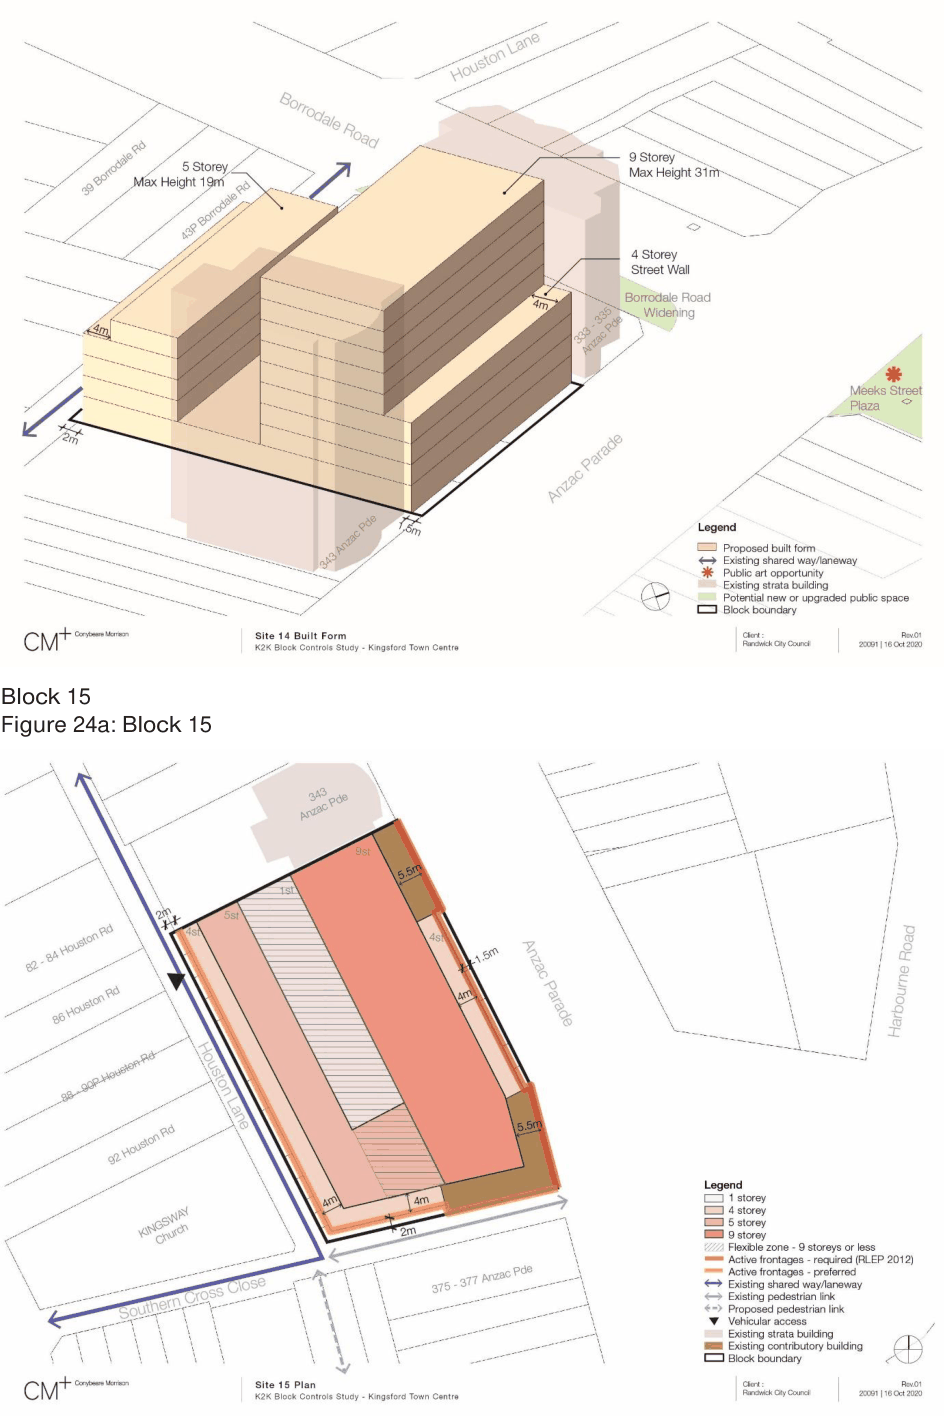 Houston Lane
Borrodale Road
39 Borrodale Rd
5 Storey
Max Height 19m
9 Storey
Max Height 31m
43P Borrodale Rd
4 Storey
Street Wall
4m
Borrodale Road
Widening
4m
333 - 335
Anzac Pde
Meeks Street
Plaza
2m
Anzac Parade
1.5m
343 Anzac Pde
Legend
Proposed built form
Existing shared way/laneway
Public art opportunity
Existing strata building
Potential new or upgraded public space
Block boundary
CM+ Conybeare Morrison
Site 14 Built Form
K2K Block Controls Study - Kingsford Town Centre
Client :
Randwick City Council
Rev.01
20091 | 16 Oct 2020
Block 15
Figure 24a: Block 15
343
Anzac Pde
9st
5.5m
1st
2m
5st
4st
4st
1.5m
4m
82 - 84 Houston Rd
86 Houston Rd
88 - 90P Houston Rd
92 Houston Rd
Houston Lane
Anzac Parade
Harbourne Road
5.5m
4m
4m
2m
KINGSWAY
Church
Southern Cross Close
375 - 377 Anzac Pde
Legend
1 storey
4 storey
5 storey
9 storey
Flexible zone - 9 storeys or less
Active frontages - required (RLEP 2012)
Active frontages - preferred
Existing shared way/laneway
Existing pedestrian link
Proposed pedestrian link
Vehicular access
Existing strata building
Existing contributory building
Block boundary
CM+ Conybeare Morrison
Site 15 Plan
K2K Block Controls Study - Kingsford Town Centre
Client :
Randwick City Council
Rev.01
20091 | 16 Oct 2020